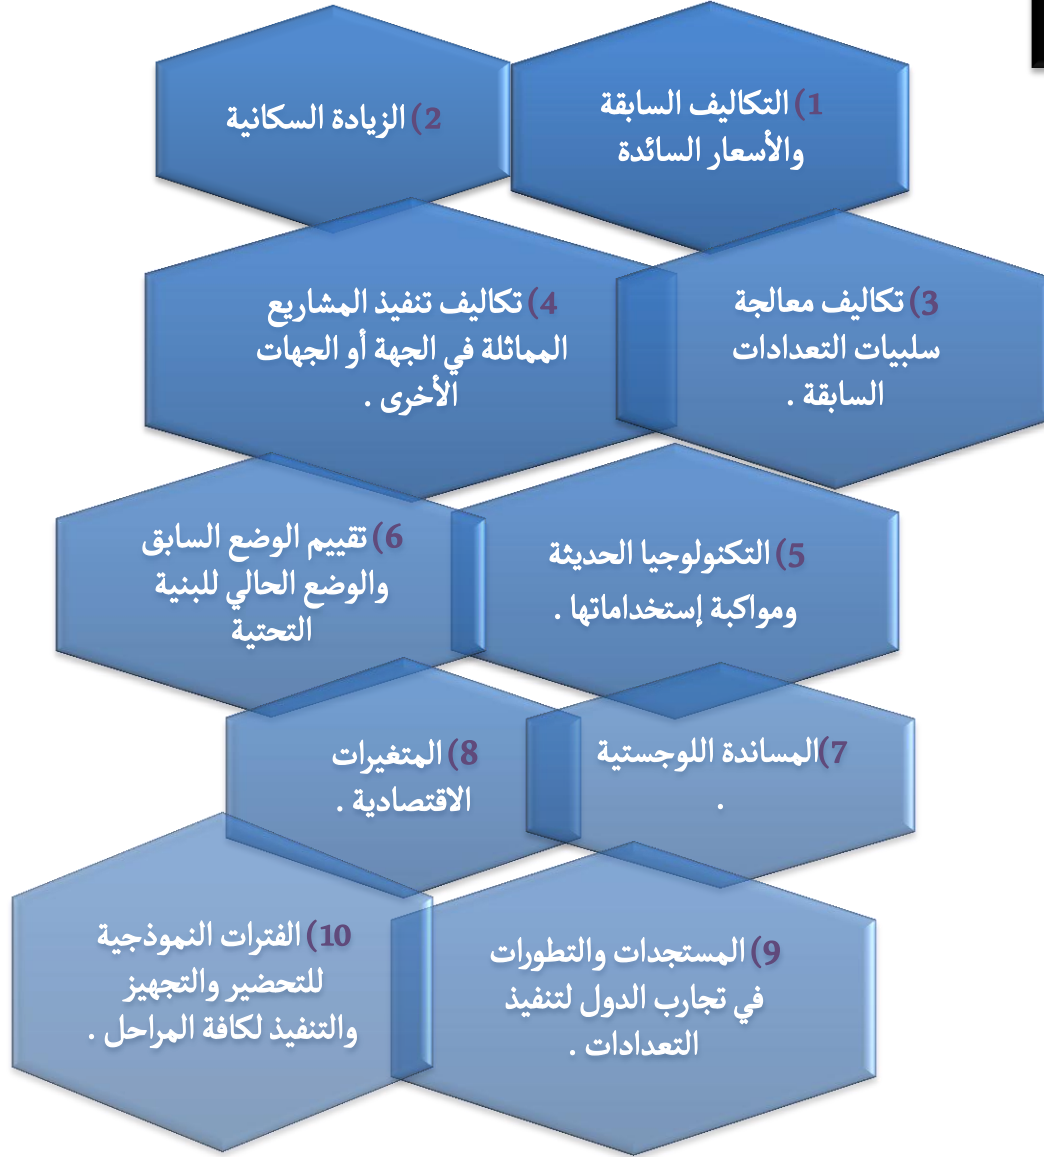 1) التكاليف السابقة
والأسعار السائدة
2) الزيادة السكانية
3) تكاليف معالجة
سلبيات التعدادات
السابقة .
4) تكاليف تنفيذ المشاريع
المماثلة في الجهة أو الجهات
الأخرى .
5) التكنولوجيا الحديثة
ومواكبة إستخداماتها .
6) تقييم الوضع السابق
والوضع الحالي للبنية
التحتية
7)المساندة اللوجستية
.
8) المتغيرات
الاقتصادية .
9) المستجدات والتطورات
في تجارب الدول لتنفيذ
التعدادات .
10) الفترات النموذجية
للتحضير والتجهيز
والتنفيذ لكافة المراحل .